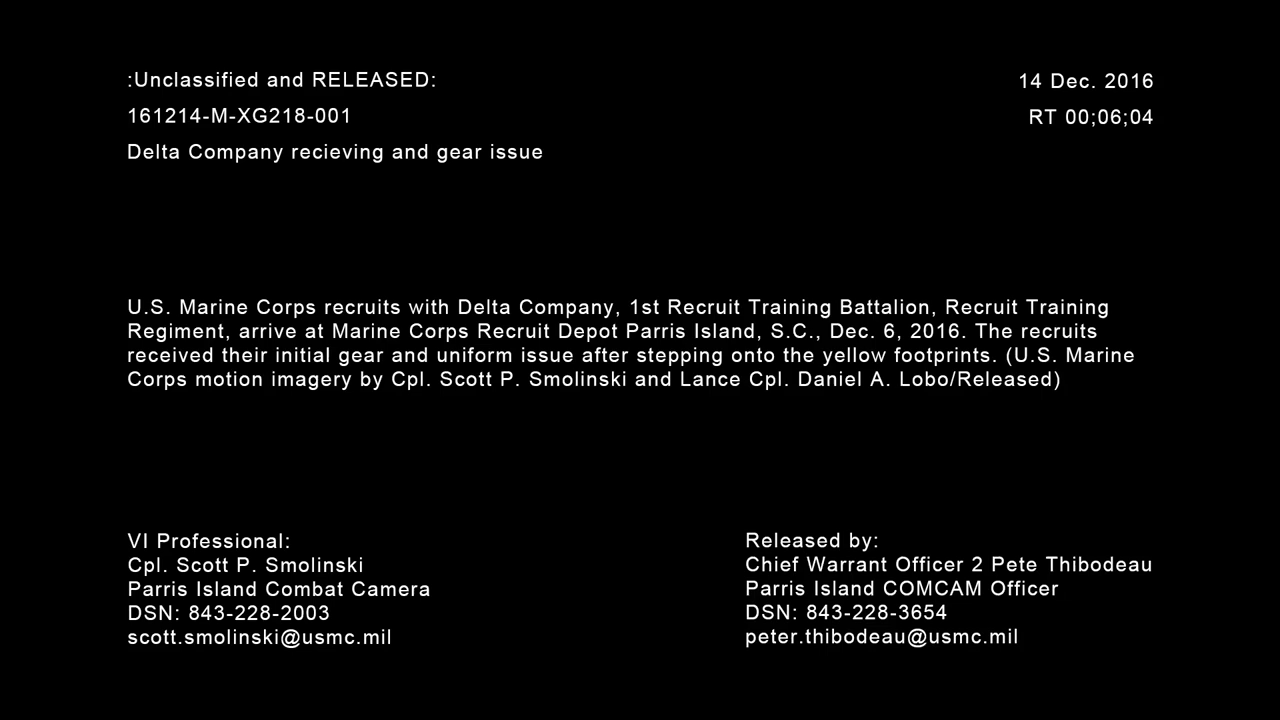 :Unclassified and RELEASED:
14 Dec. 2016
161214-M-XG218-001
RT 00;06;04
Delta Company recieving and gear issue
U.S. Marine Corps recruits with Delta Company, 1st Recruit Training Battalion, Recruit Training
Regiment, arrive at Marine Corps Recruit Depot Parris Island, S.C., Dec. 6, 2016. The recruits
received their initial gear and uniform issue after stepping onto the yellow footprints. (U.S. Marine
Corps motion imagery by Cpl. Scott P. Smolinski and Lance Cpl. Daniel A. Lobo/Released)
VI Professional:
Cpl. Scott P. Smolinski
Parris Island Combat Camera
DSN: 843-228-2003
scott.smolinski@usmc.mil
Released by:
Chief Warrant Officer 2 Pete Thibodeau
Parris Island COMCAM Officer
DSN: 843-228-3654
peter.thibodeau@usmc.mil